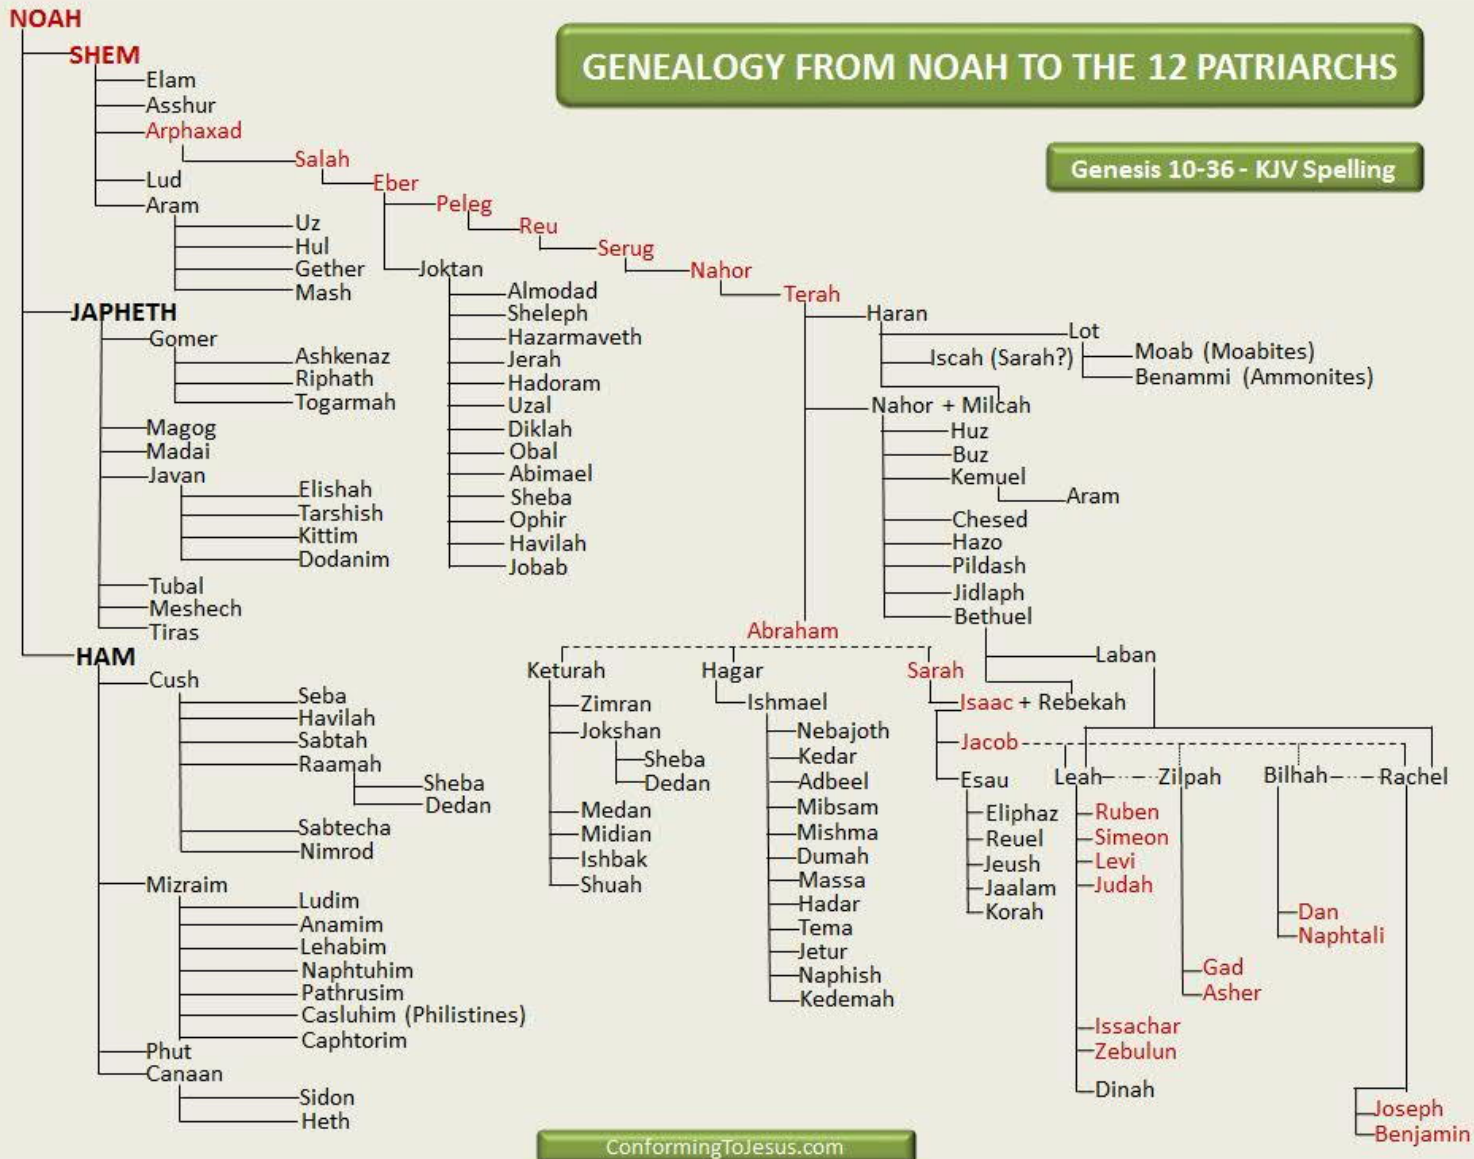 NOAH
GENEALOGY FROM NOAH TO THE 12 PATRIARCHS
Genesis 10-36 - KJV Spelling
SHEM
Elam
Asshur
Arphaxad
Salah
Eber
Peleg
Reu
Serug
Nahor
Terah
Lud
Aram
Uz
Hul
Gether
Mash
Joktan
Almodad
Sheleph
Hazarmaveth
Jerah
Hadoram
Uzal
Diklah
Obal
Abimael
Sheba
Ophir
Havilah
Jobab
Haran
Lot
Moab (Moabites)
Benammi (Ammonites)
Iscah (Sarah?)
Nahor + Milcah
Huz
Buz
Kemuel
Aram
Chesed
Hazo
Pildash
Jidlaph
Bethuel
Laban
JAPHETH
Gomer
Ashkenaz
Riphath
Togarmah
Magog
Madai
Javan
Elishah
Tarshish
Kittim
Dodanim
Tubal
Meshech
Tiras
HAM
Cush
Seba
Havilah
Sabtah
Raamah
Sheba
Dedan
Sabtecha
Nimrod
Mizraim
Ludim
Anamim
Lehabim
Naphtuhim
Pathrusim
Casluhim (Philistines)
Caphtorim
Phut
Canaan
Sidon
Heth
Abraham
Keturah
Zimran
Jokshan
Sheba
Dedan
Medan
Midian
Ishbak
Shuah
Hagar
Ishmael
Nebajoth
Kedar
Adbeel
Mibsam
Mishma
Dumah
Massa
Hadar
Tema
Jetur
Naphish
Kedemah
Sarah
Isaac + Rebekah
Jacob
Esau
Eliphaz
Reuel
Jeush
Jaalam
Korah
Leah
Zilpah
Bilhah
Rachel
Ruben
Simeon
Levi
Judah
Dan
Naphtali
Gad
Asher
Issachar
Zebulun
Dinah
Joseph
Benjamin
ConformingToJesus.com